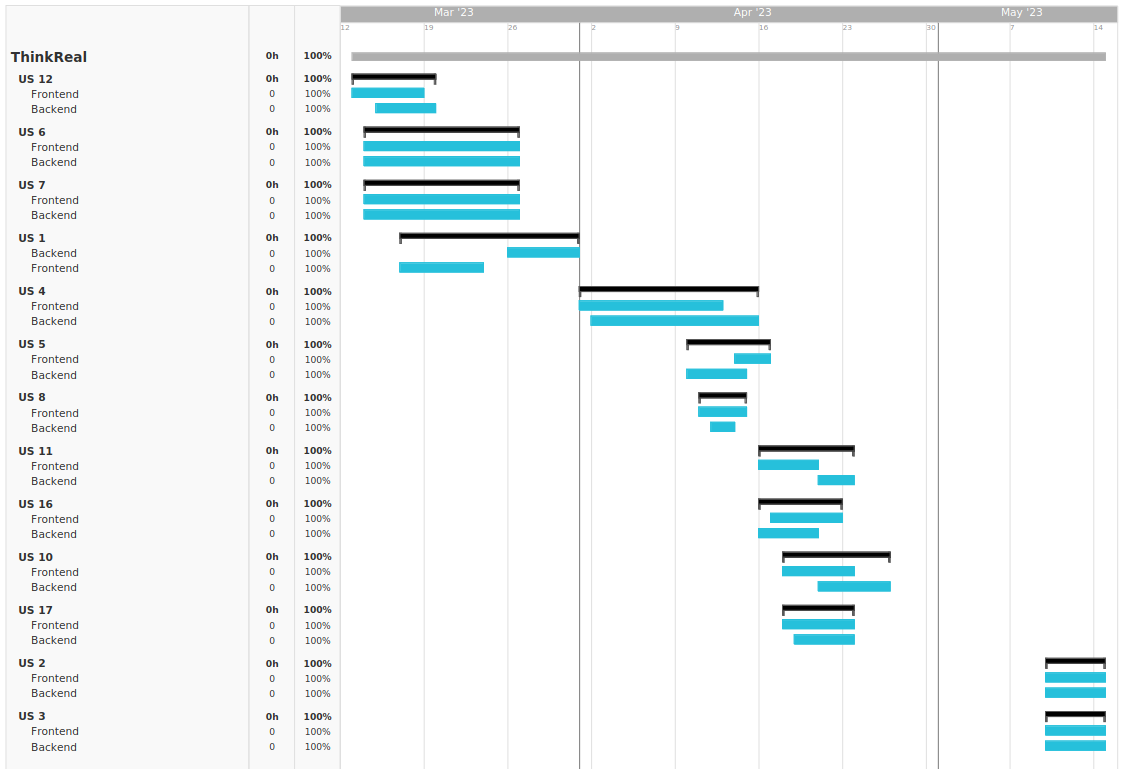 Mar '23 Apr '23 May '23
12 19 26 2 9 16 23 30 7 14
ThinkReal 0h 100%
US 12 0h 100%
Frontend 0 100%
Backend 0 100%
US 6 0h 100%
Frontend 0 100%
Backend 0 100%
US 7 0h 100%
Frontend 0 100%
Backend 0 100%
US 1 0h 100%
Backend 0 100%
Frontend 0 100%
US 4 0h 100%
Frontend 0 100%
Backend 0 100%
US 5 0h 100%
Frontend 0 100%
Backend 0 100%
US 8 0h 100%
Frontend 0 100%
Backend 0 100%
US 11 0h 100%
Frontend 0 100%
Backend 0 100%
US 16 0h 100%
Frontend 0 100%
Backend 0 100%
US 10 0h 100%
Frontend 0 100%
Backend 0 100%
US 17 0h 100%
Frontend 0 100%
Backend 0 100%
US 2 0h 100%
Frontend 0 100%
Backend 0 100%
US 3 0h 100%
Frontend 0 100%
Backend 0 100%